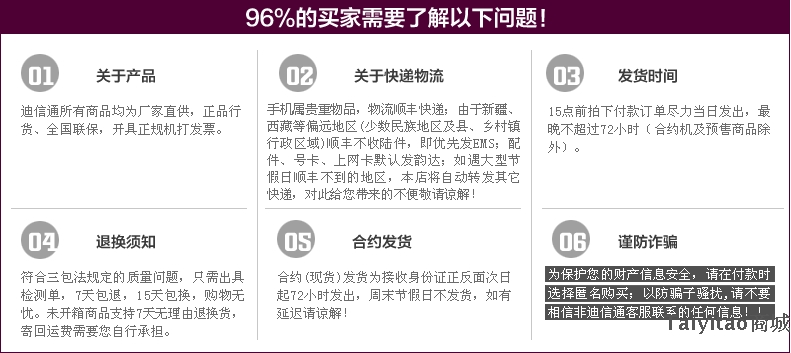 96%的买家需要了解以下问题！
01 关于产品
迪信通所有商品均为厂家直供，正品行
货、全国联保，开具正规机打发票。
02 关于快递物流
手机属贵重物品，物流顺丰快递；由于新疆、
西藏等偏远地区(少数民族地区及县、乡村镇
行政区域)顺丰不收陆件，即优先发EMS；配
件、号卡、上网卡默认发韵达；如遇大型节
假日顺丰不到的地区，本店将自动转发其它
快递，对此给您带来的不便敬请谅解！
03 发货时间
15点前拍下付款订单尽力当日发出，最
晚不超过72小时（合约机及预售商品除
外）。
04 退换须知
符合三包法规定的质量问题，只需出具
检测单，7天包退，15天包换，购物无
忧。未开箱商品支持7天无理由退换货，
寄回运费需要您自行承担。
05 合约发货
合约(现货)发货为接收身份证正反面次日
起72小时发出，周末节假日不发货，如有
延迟请谅解！
06 谨防诈骗
为保护您的财产信息安全，请在付款时
选择匿名购买；以防骗子骚扰,请不要
相信非迪信通客服联系的任何信息！！
Taiyitao商城